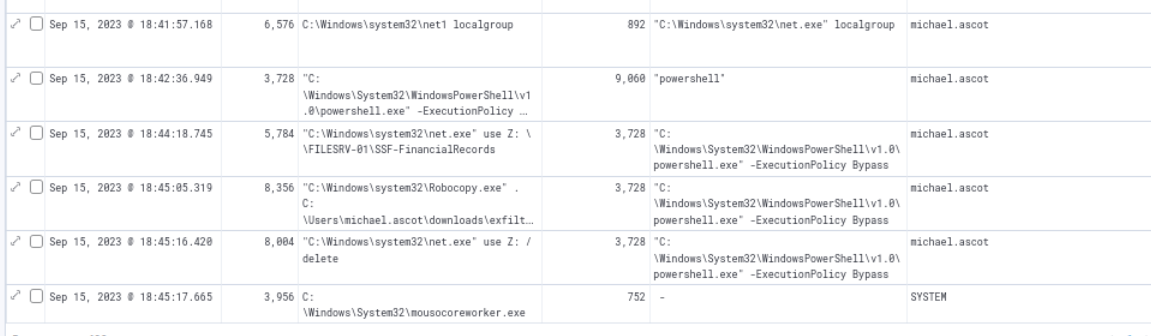 Sep 15, 2023 @ 18:41:57.168 6,576 C:\Windows\system32\net1 localgroup 892 "C:\Windows\system32\net.exe" localgroup michael.ascot
Sep 15, 2023 @ 18:42:36.949 3,728 "C: 9,060 "powershell" michael.ascot
\Windows\System32\WindowsPowerShell\v1
.0\powershell.exe" -ExecutionPolicy …
Sep 15, 2023 @ 18:44:18.745 5,784 "C:\Windows\system32\net.exe" use Z: \ 3,728 "C: michael.ascot
\FILESRV-01\SSF-FinancialRecords \Windows\System32\WindowsPowerShell\v1.0\
powershell.exe" -ExecutionPolicy Bypass
Sep 15, 2023 @ 18:45:05.319 8,356 "C:\Windows\system32\Robocopy.exe" . 3,728 "C: michael.ascot
C: \Windows\System32\WindowsPowerShell\v1.0\
\Users\michael.ascot\downloads\exfilt… powershell.exe" -ExecutionPolicy Bypass
Sep 15, 2023 @ 18:45:16.420 8,004 "C:\Windows\system32\net.exe" use Z: / 3,728 "C: michael.ascot
delete \Windows\System32\WindowsPowerShell\v1.0\
powershell.exe" -ExecutionPolicy Bypass
Sep 15, 2023 @ 18:45:17.665 3,956 C: 752 - SYSTEM
\Windows\System32\mousocoreworker.exe